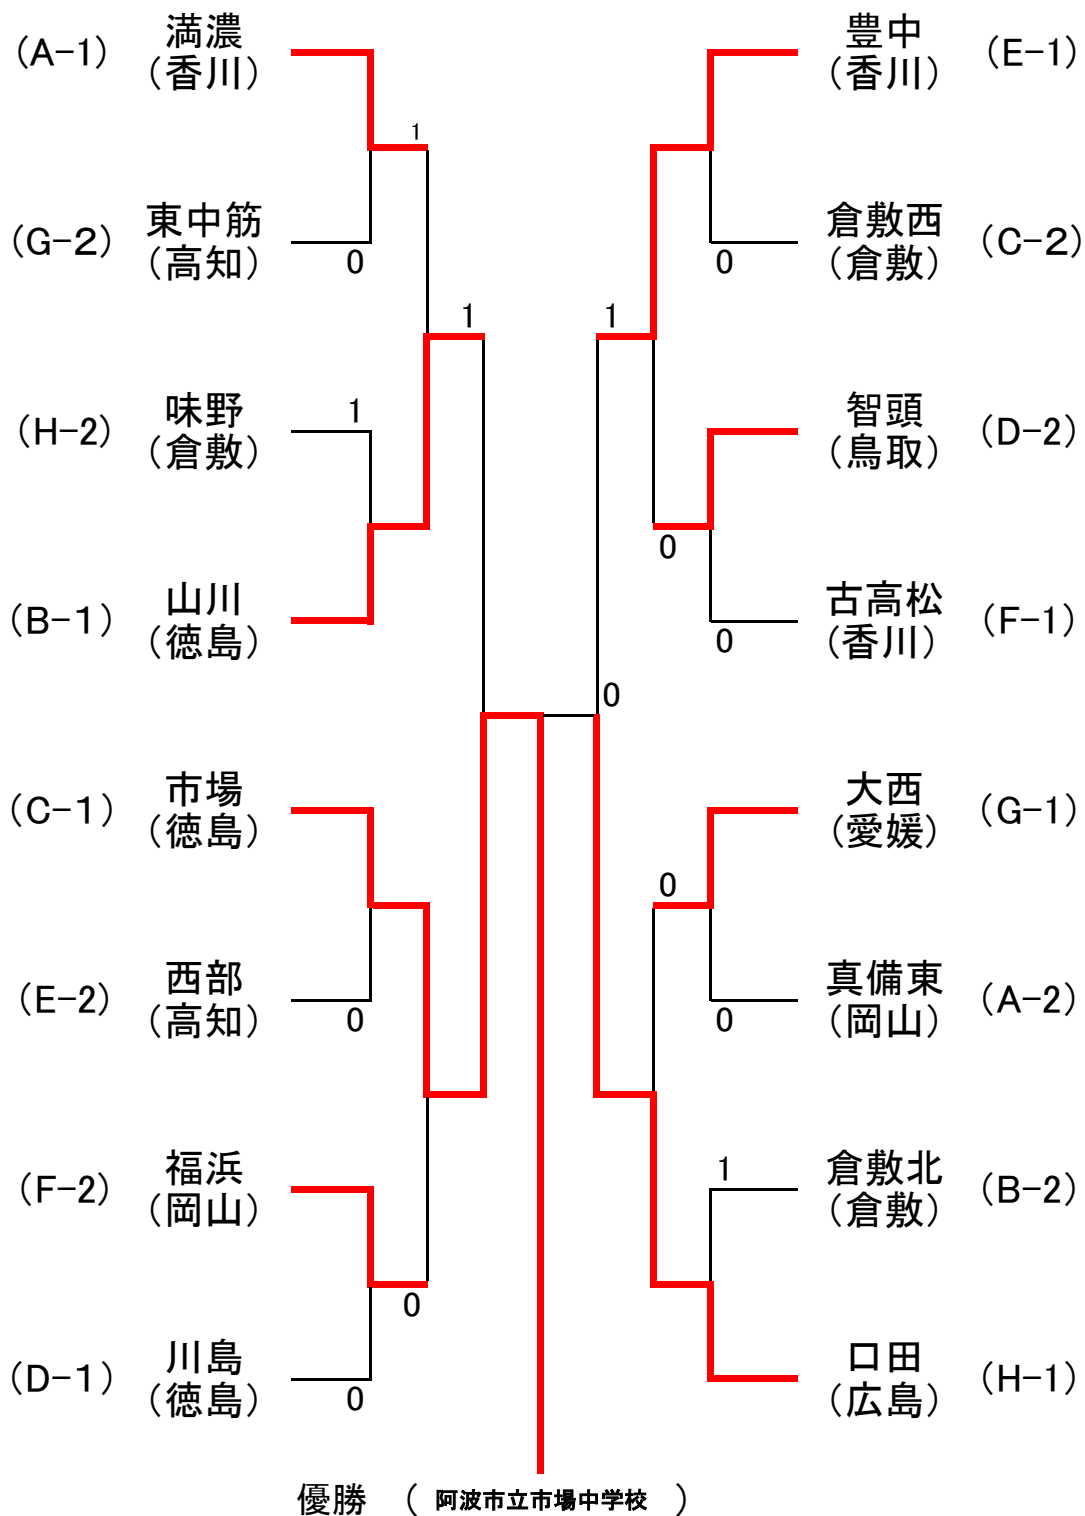 (A-1) 満濃
(香川)
1
(G-2) 東中筋
(高知)
0
1
(H-2) 味野
(倉敷)
1
(B-1) 山川
(徳島)
(C-1) 市場
(徳島)
(E-2) 西部
(高知)
0
(F-2) 福浜
(岡山)
0
(D-1) 川島
(徳島)
0
豊中 (E-1)
(香川)
倉敷西 (C-2)
(倉敷)
0
1
智頭 (D-2)
(鳥取)
0
古高松 (F-1)
(香川)
0
0
大西 (G-1)
(愛媛)
0
真備東 (A-2)
(岡山)
0
1
倉敷北 (B-2)
(倉敷)
口田 (H-1)
(広島)
優勝 ( 阿波市立市場中学校 )